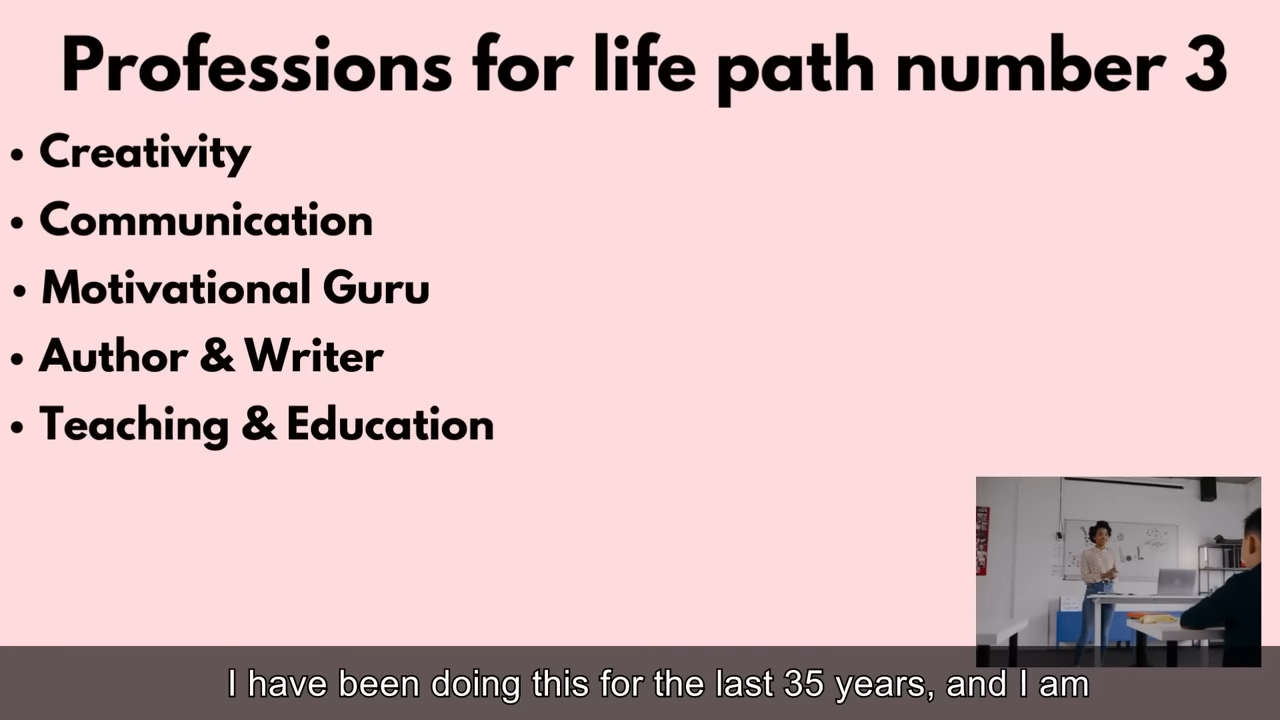 Professions for life path number 3
• Creativity
• Communication
• Motivational Guru
• Author & Writer
• Teaching & Education
I have been doing this for the last 35 years, and I am